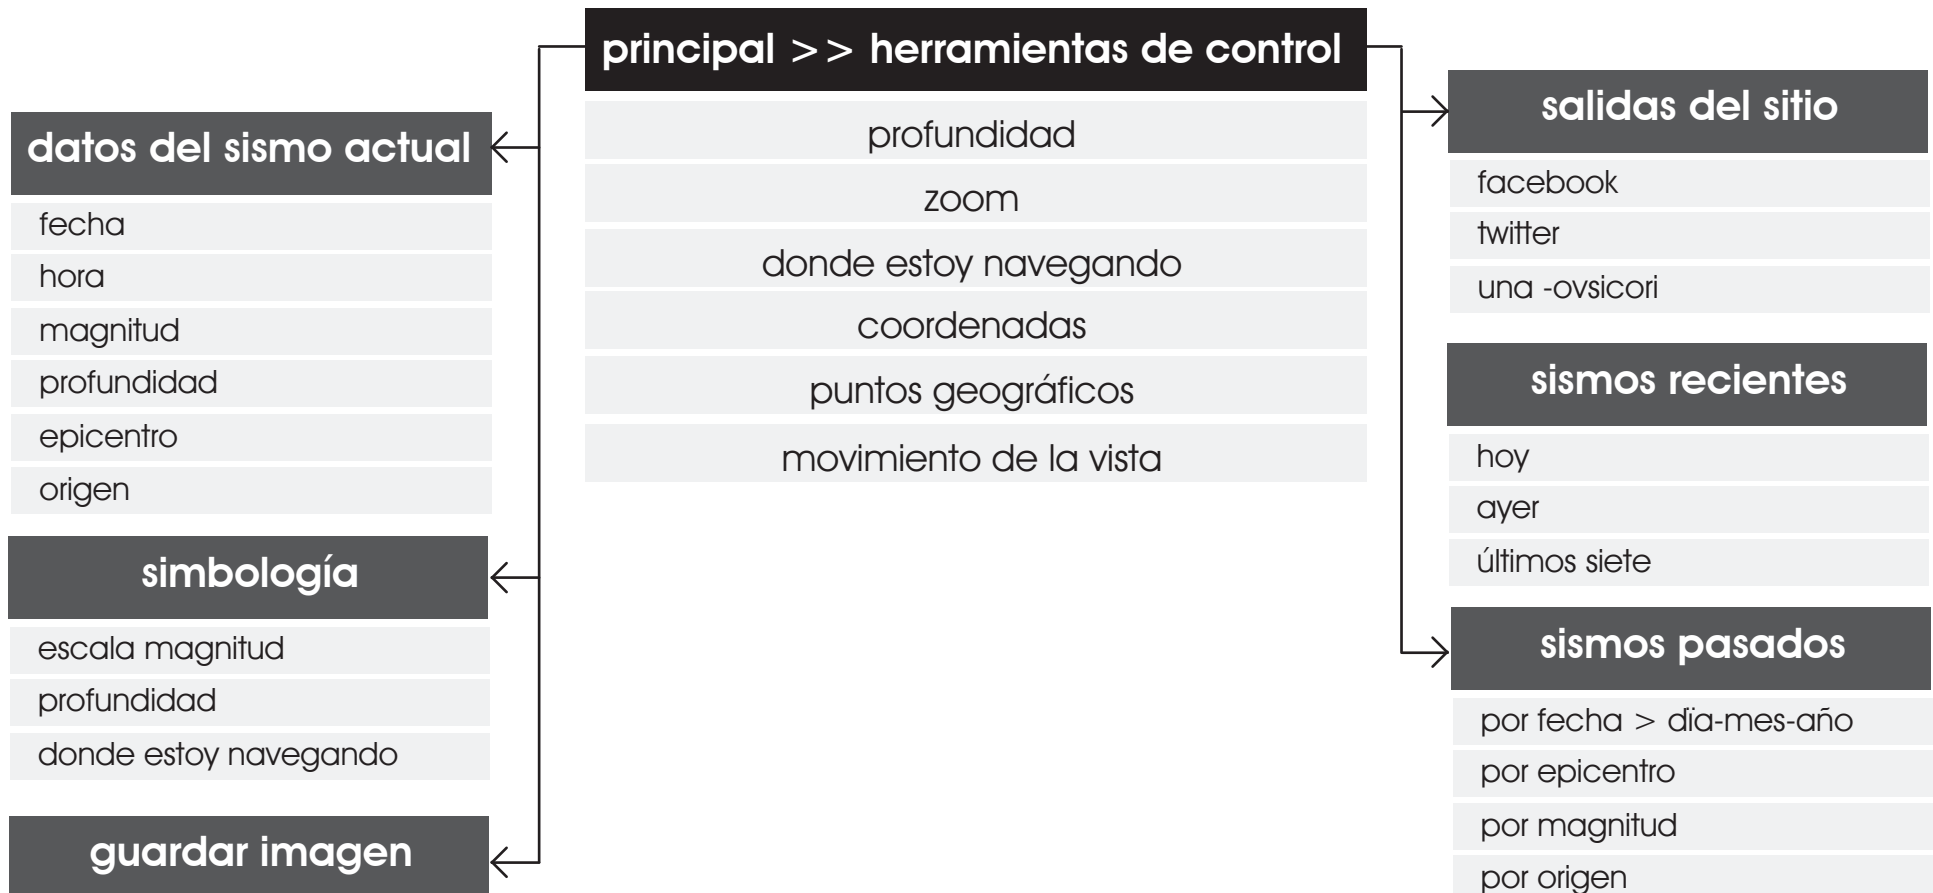 principal >> herramientas de control
profundidad
zoom
donde estoy navegando
coordenadas
puntos geográficos
movimiento de la vista
datos del sismo actual
fecha
hora
magnitud
profundidad
epicentro
origen
simbología
escala magnitud
profundidad
donde estoy navegando
guardar imagen
salidas del sitio
facebook
twitter
una -ovsicori
sismos recientes
hoy
ayer
últimos siete
sismos pasados
por fecha > dïa-mes-año
por epicentro
por magnitud
por origen